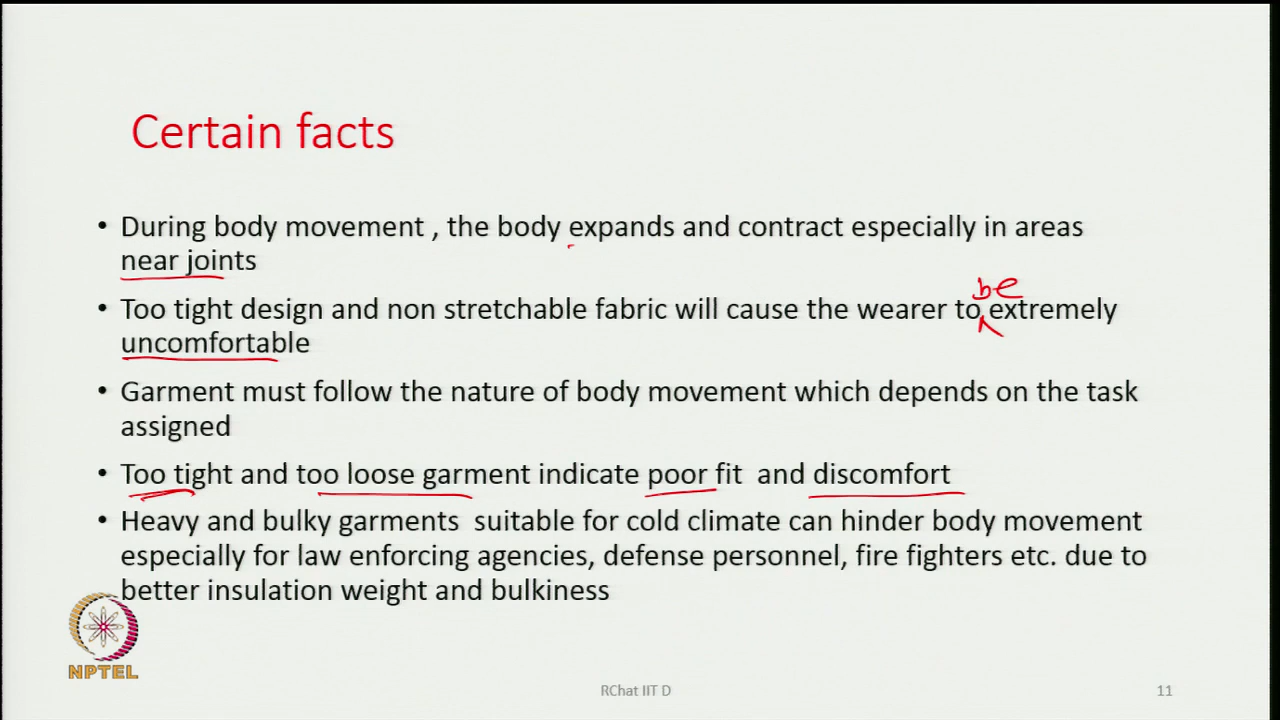 Certain facts
• During body movement , the body expands and contract especially in areas
near joints
be
• Too tight design and non stretchable fabric will cause the wearer to extremely
uncomfortable
• Garment must follow the nature of body movement which depends on the task
assigned
• Too tight and too loose garment indicate poor fit and discomfort
• Heavy and bulky garments suitable for cold climate can hinder body movement
especially for law enforcing agencies, defense personnel, fire fighters etc. due to
better insulation weight and bulkiness
NPTEL
RChat IIT D
11